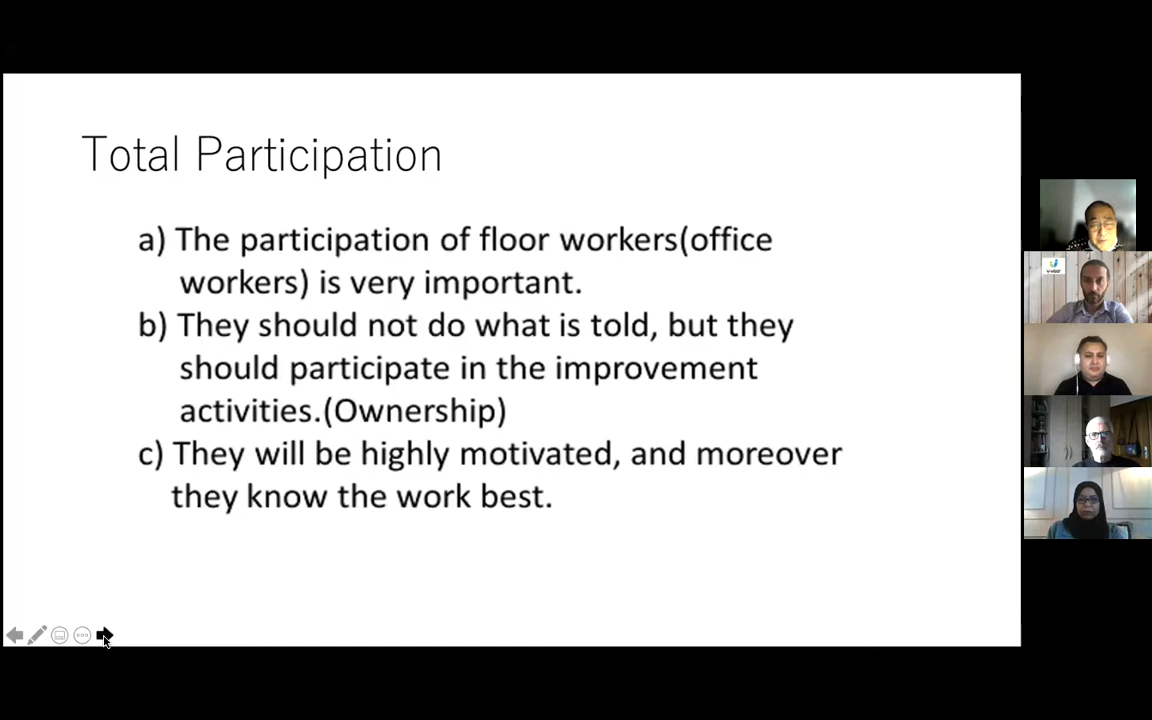 Total Participation
a) The participation of floor workers(office
workers) is very important.
b) They should not do what is told, but they
should participate in the improvement
activities.(Ownership)
c) They will be highly motivated, and moreover
they know the work best.